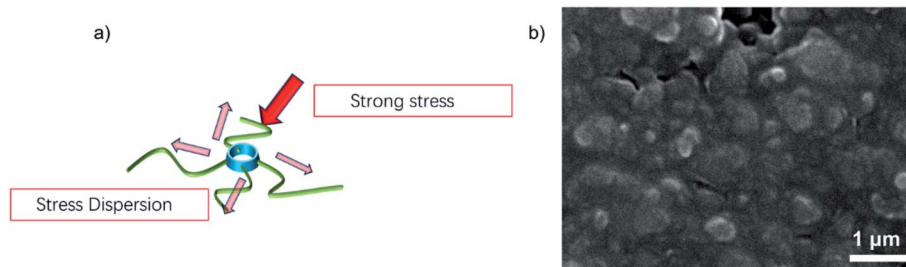 a)
b)
Strong stress
Stress Dispersion
1 μm